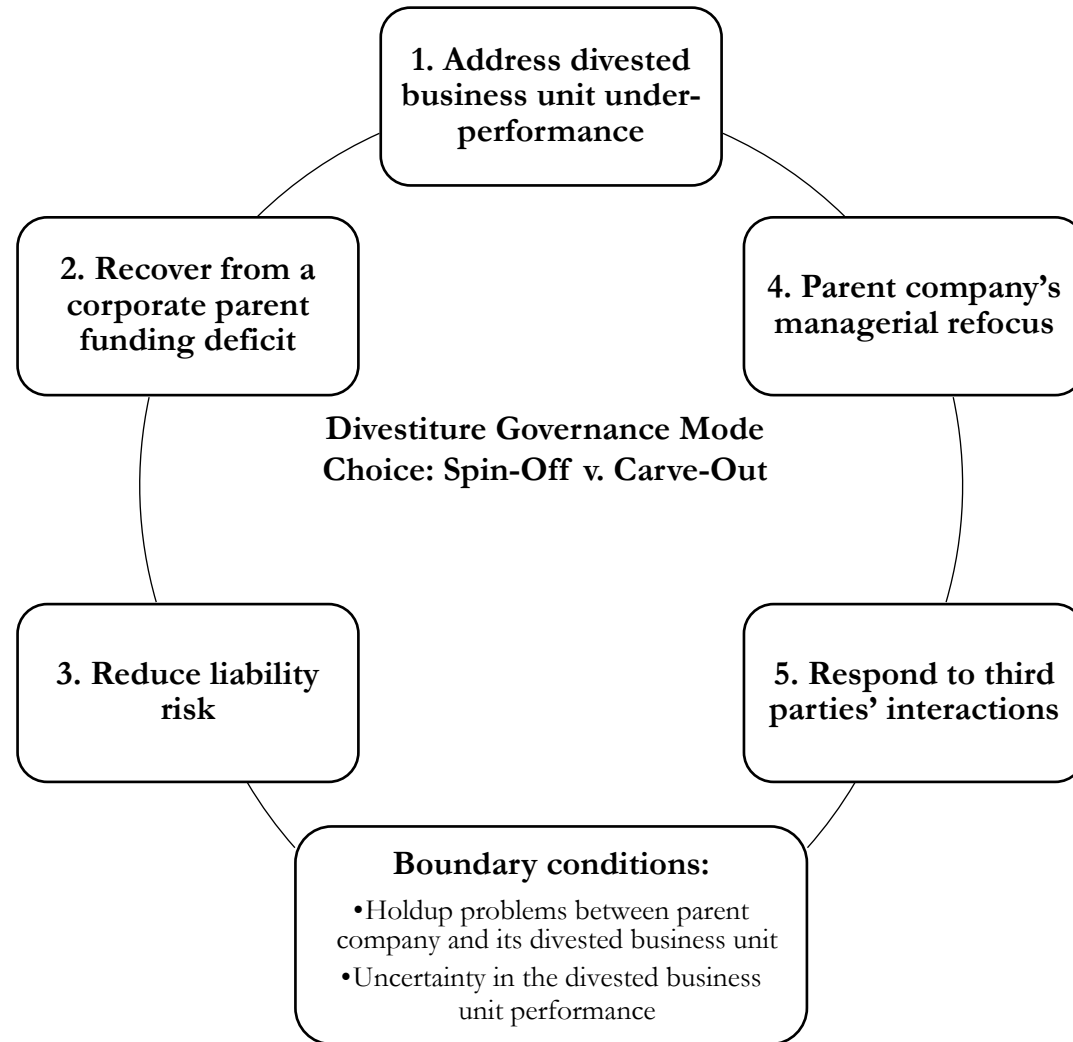 1. Address divested
business unit under-
performance
2. Recover from a
corporate parent
funding deficit
4. Parent company’s
managerial refocus
Divestiture Governance Mode
Choice: Spin-Off v. Carve-Out
3. Reduce liability
risk
5. Respond to third
parties’ interactions
Boundary conditions:
•Holdup problems between parent
company and its divested business unit
•Uncertainty in the divested business
unit performance